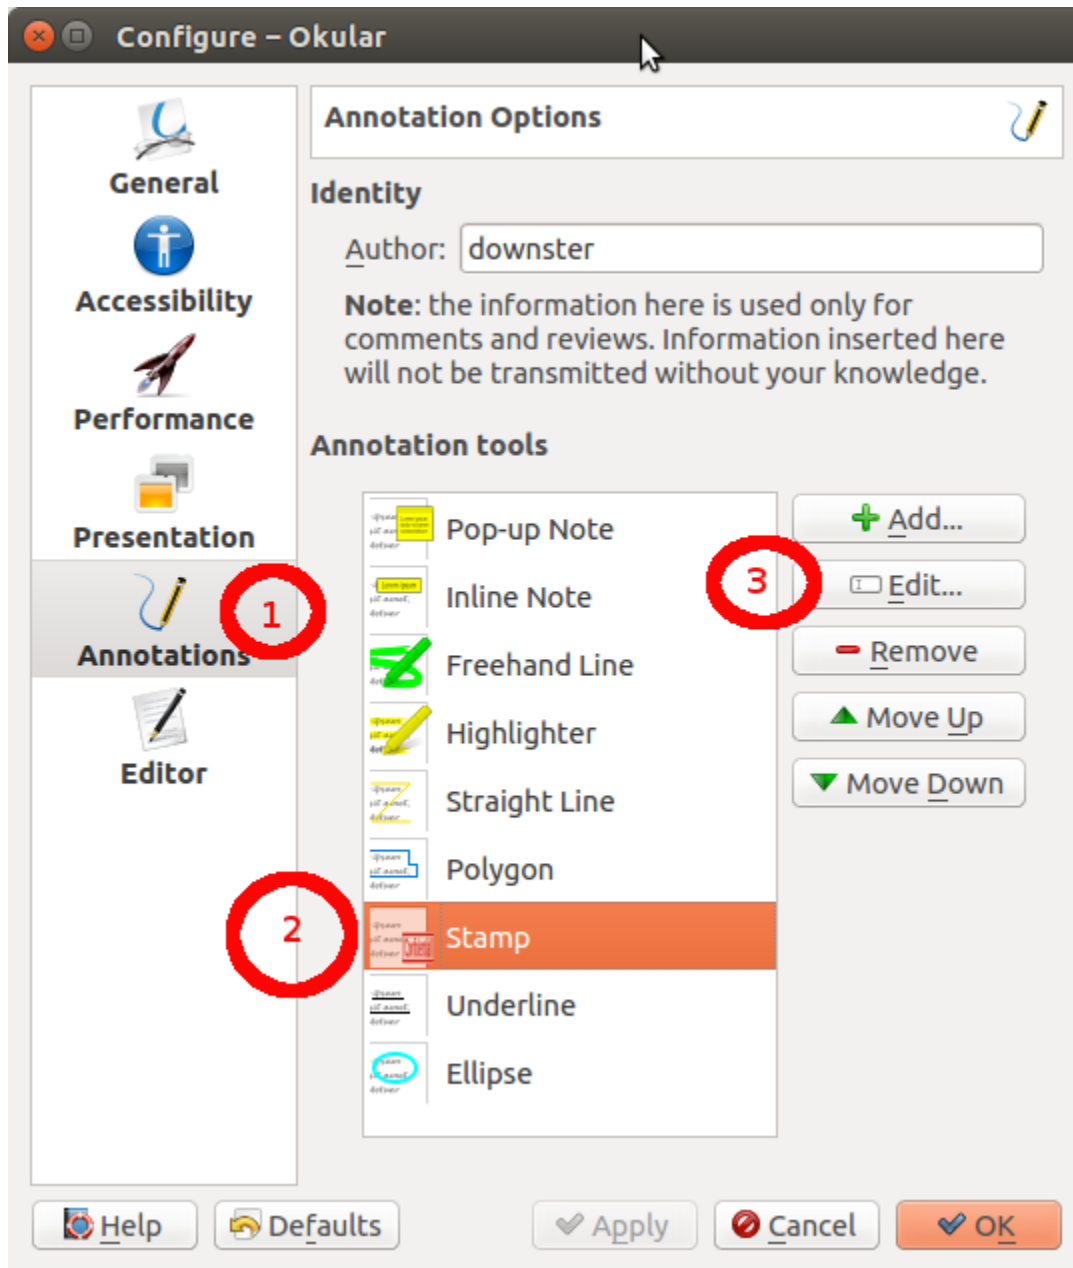 Configure – Okular
General
Accessibility
Performance
Presentation
Annotations
Editor
Annotation Options
Identity
Author: downster
Note: the information here is used only for
comments and reviews. Information inserted here
will not be transmitted without your knowledge.
Annotation tools
Pop-up Note
Inline Note
Freehand Line
Highlighter
Straight Line
Polygon
Stamp
Underline
Ellipse
Add...
Edit...
Remove
Move Up
Move Down
1
2
3
Help
Defaults
Apply
Cancel
OK